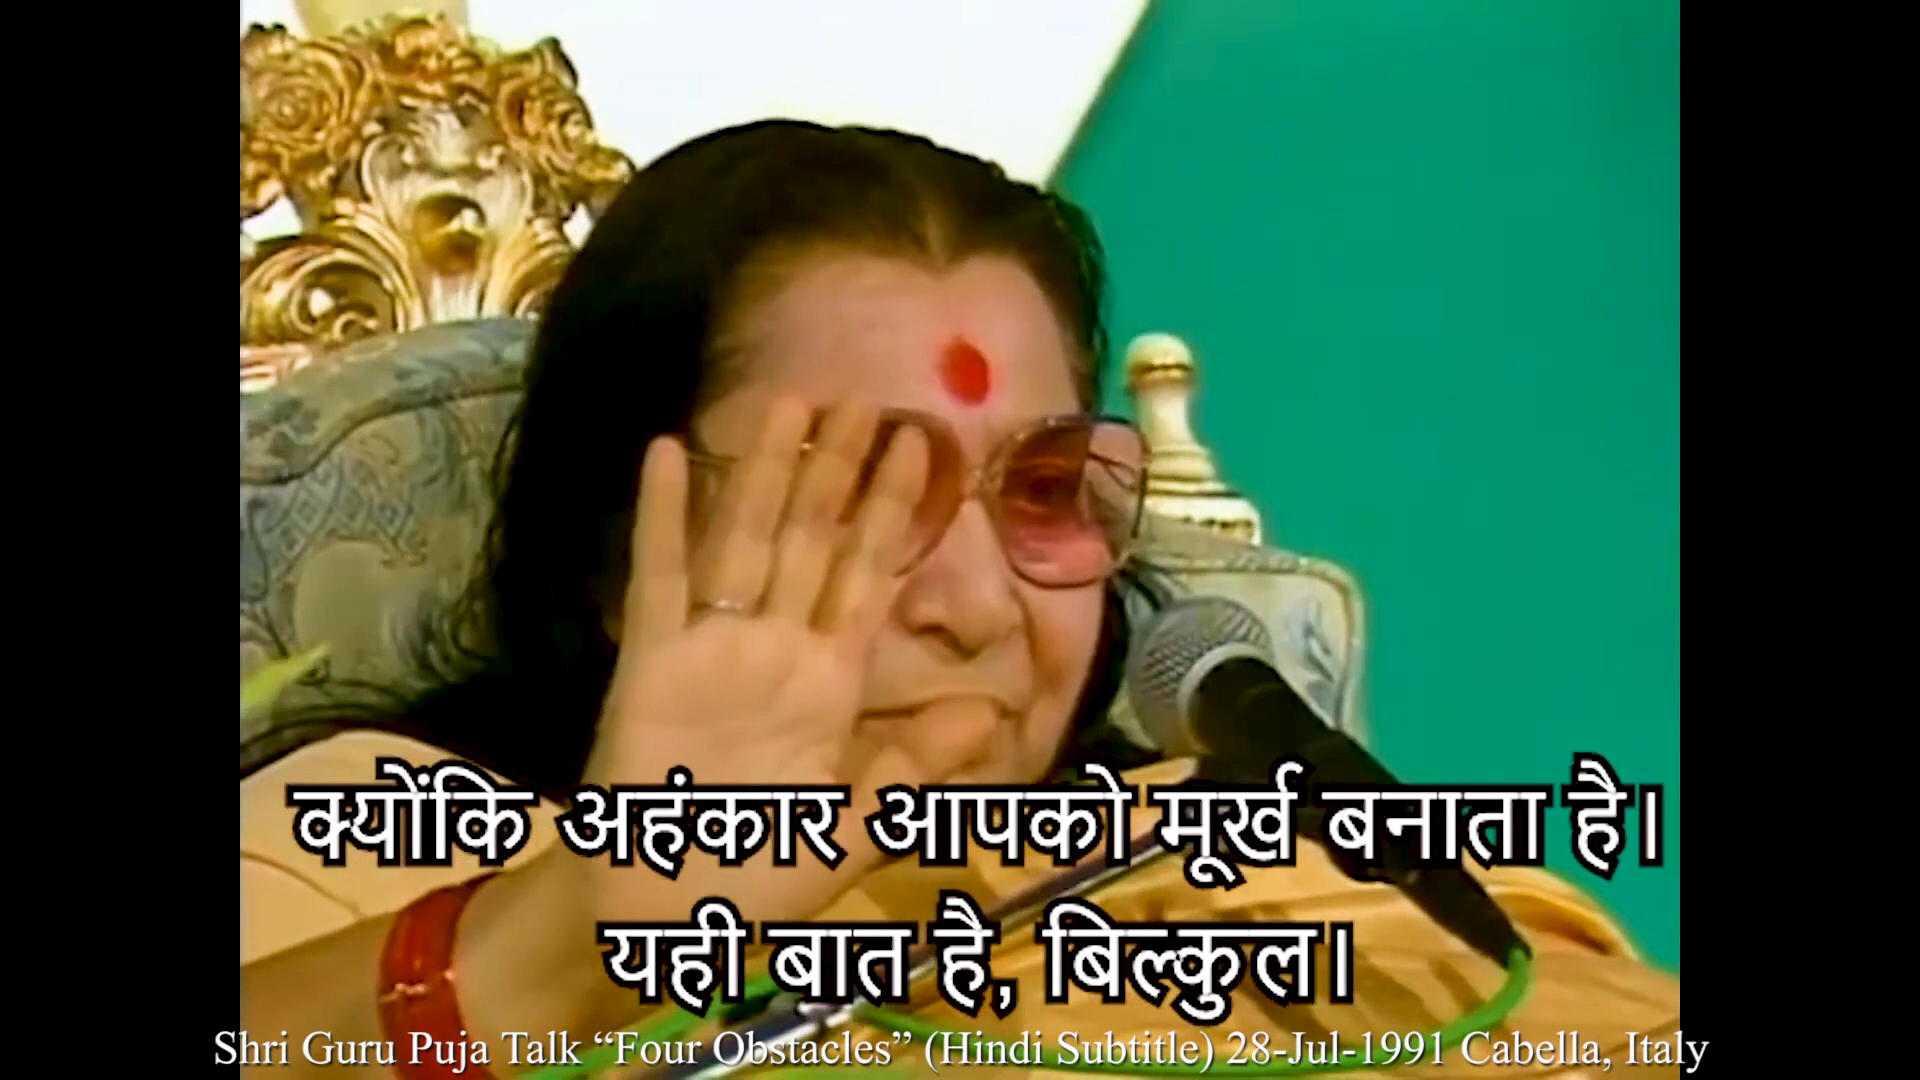 क्योंकि अहंकार आपको मूर्ख बनाता है।
यही बात है, बिल्कुल।
Shri Guru Puja Talk “Four Obstacles” (Hindi Subtitle) 28-Jul-1991 Cabella, Italy